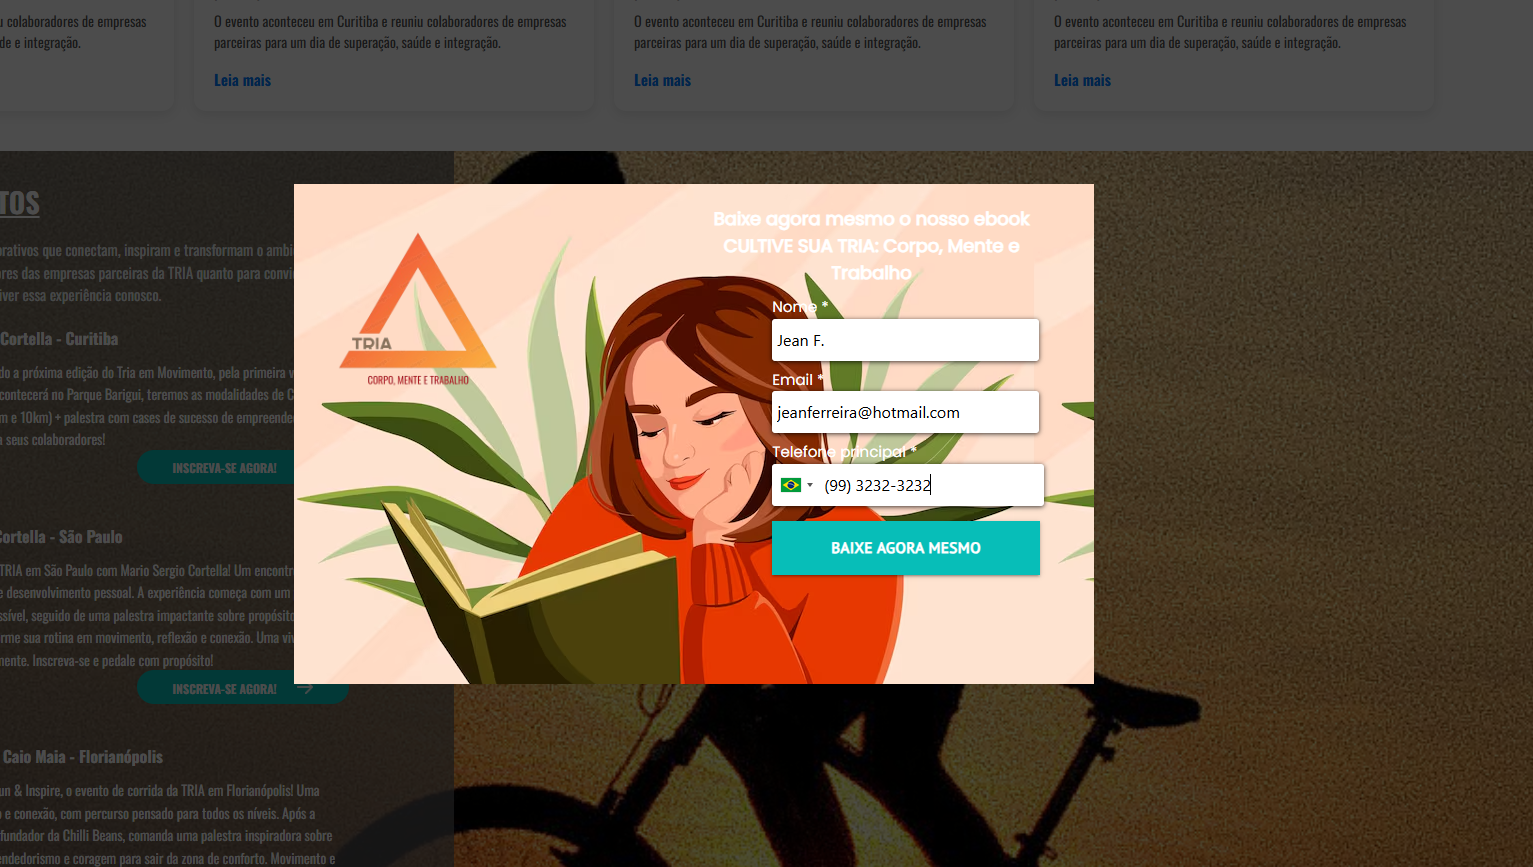 u colaboradores de empresas
de e integração.
O evento aconteceu em Curitiba e reuniu colaboradores de empresas
parceiras para um dia de superação, saúde e integração.
Leia mais
O evento aconteceu em Curitiba e reuniu colaboradores de empresas
parceiras para um dia de superação, saúde e integração.
Leia mais
O evento aconteceu em Curitiba e reuniu colaboradores de empresas
parceiras para um dia de superação, saúde e integração.
Leia mais
TOS
orativos que conectam, inspiram e transformam o ambi
ores das empresas parceiras da TRIA quanto para convi
iver essa experiência conosco.
Cortella - Curitiba
do a próxima edição do Tria em Movimento, pela primeira v
contecerá no Parque Barigui, teremos as modalidades de C
m e 10km) + palestra com cases de sucesso de empreende
a seus colaboradores!
INSCREVA-SE AGORA!
Cortella - São Paulo
TRIA em São Paulo com Mario Sergio Cortella! Um encontr
e desenvolvimento pessoal. A experiência começa com um
ssível, seguido de uma palestra impactante sobre propósito
rme sua rotina em movimento, reflexão e conexão. Uma viv
mente. Inscreva-se e pedale com propósito!
INSCREVA-SE AGORA!
Caio Maia - Florianópolis
un & Inspire, o evento de corrida da TRIA em Florianópolis! Uma
o e conexão, com percurso pensado para todos os níveis. Após a
fundador da Chilli Beans, comanda uma palestra inspiradora sobre
endedorismo e coragem para sair da zona de conforto. Movimento e
TRIA
CORPO, MENTE E TRABALHO
Baixe agora mesmo o nosso ebook
CULTIVE SUA TRIA: Corpo, Mente e
Trabalho
Nome *
Jean F.
Email *
jeanferreira@hotmail.com
Telefone principal *
(99) 3232-3232
BAIXE AGORA MESMO